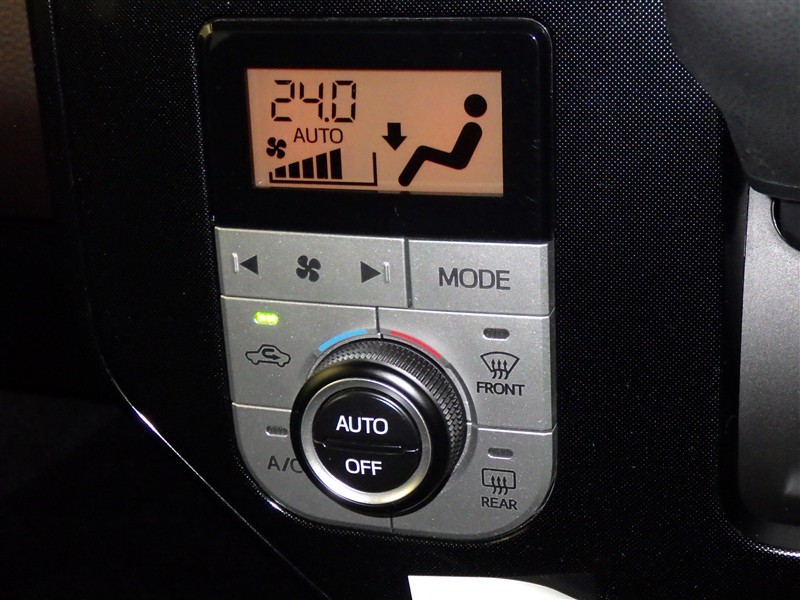 24.0
AUTO
MODE
FRONT
AUTO
OFF
A/C
REAR